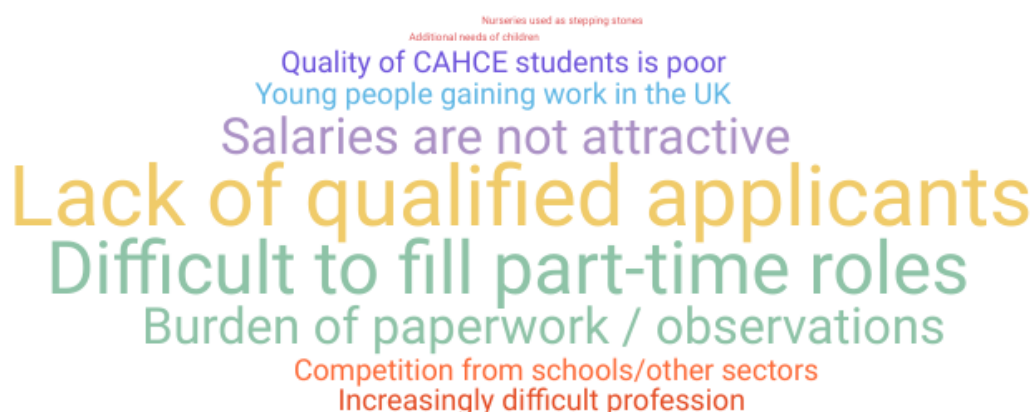 Nurseries used as stepping stones
Additional needs of children
Quality of CAHCE students is poor
Young people gaining work in the UK
Salaries are not attractive
Lack of qualified applicants
Difficult to fill part-time roles
Burden of paperwork / observations
Competition from schools/other sectors
Increasingly difficult profession